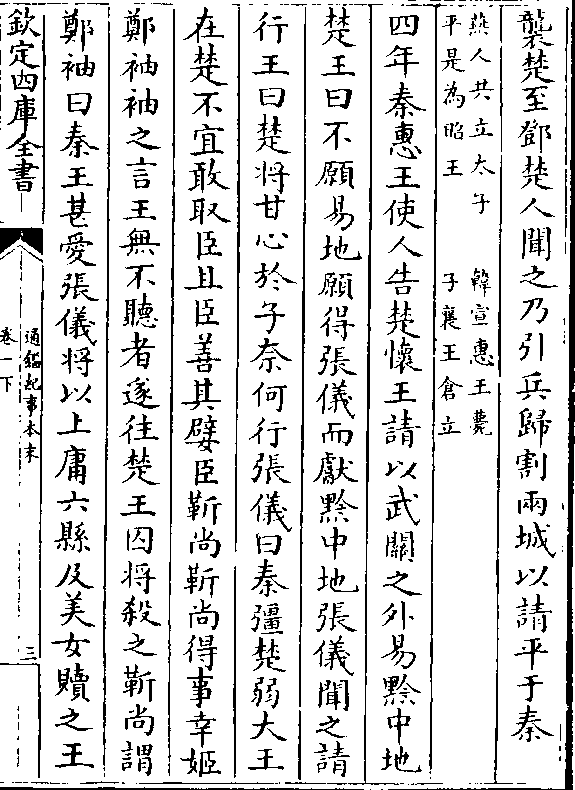 襲楚至鄧楚人聞之乃引兵歸割兩城以請平于秦
燕人共立太子
平是為昭王
韓宣惠王薨
子襄王倉立
四年秦惠王使人告楚懷王請以武關之外易黔中地
楚王曰不願易地願得張儀而獻黔中地張儀聞之請
行王曰楚將甘心於子奈何行張儀曰秦彊楚弱大王
在楚不宜敢取臣且臣善其嬖臣靳尚靳尚得事幸姬
鄭袖袖之言王無不聽者遂往楚王囚將殺之靳尚謂
鄭袖曰秦王甚愛張儀將以上庸六縣及美女贖之王
欽定四庫全書
通鑑紀事本末
卷一下
三